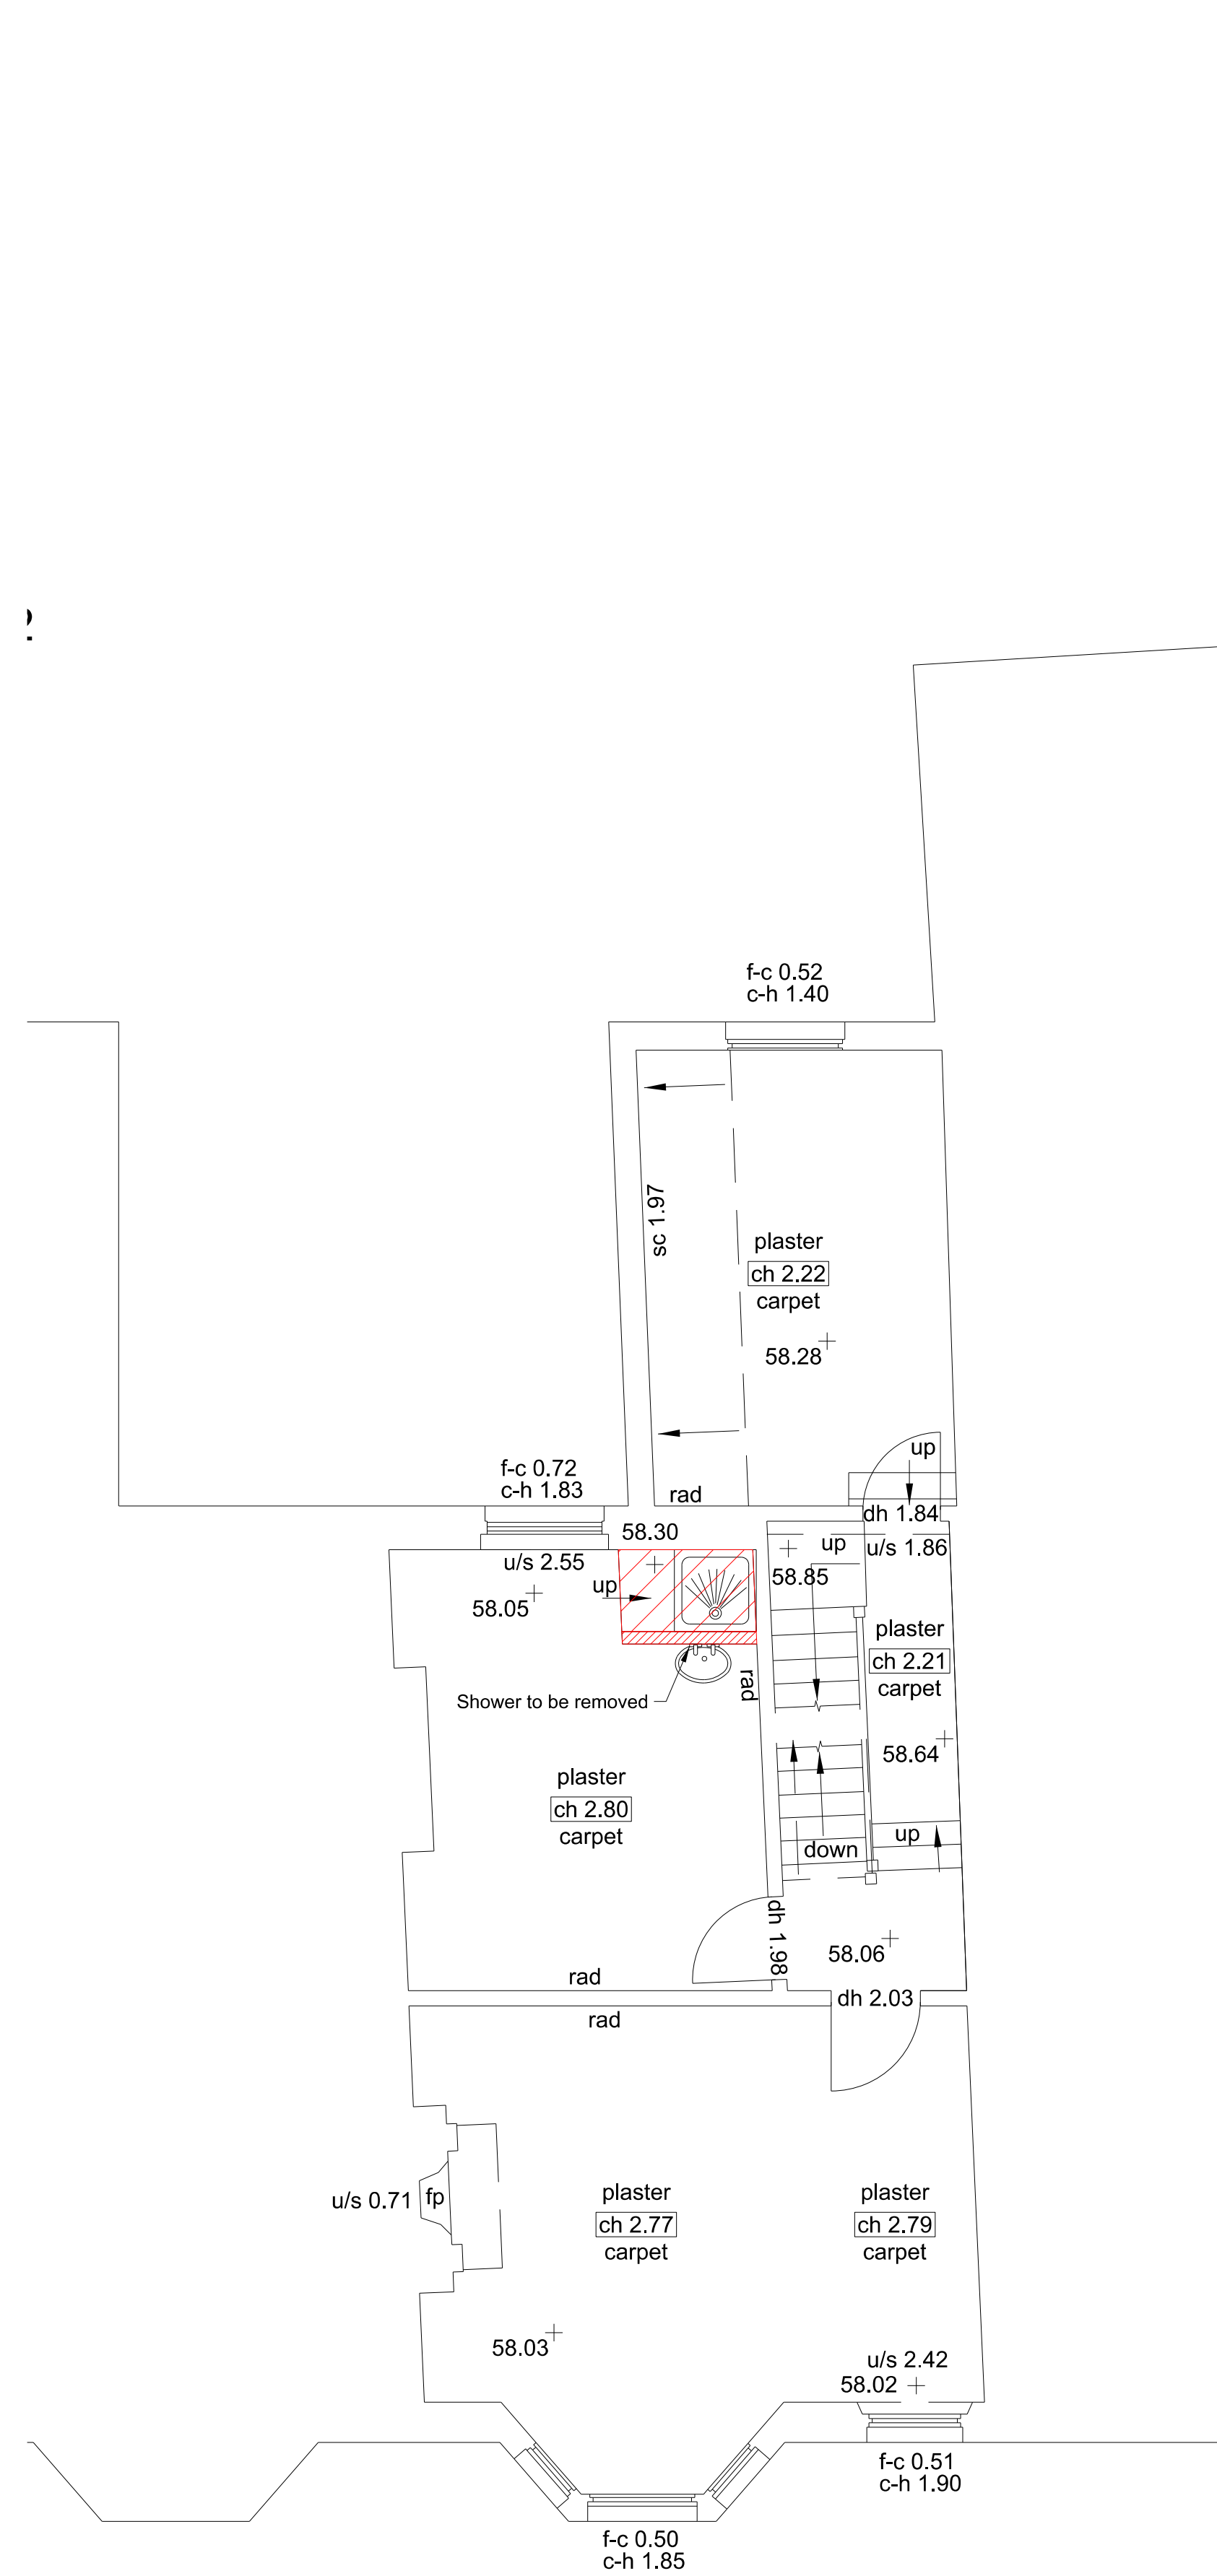 f-c 0.52
c-h 1.40
sc 1.97
plaster
ch 2.22
carpet
58.28
up
f-c 0.72
c-h 1.83
rad
dh 1.84
58.30
up
u/s 1.86
u/s 2.55
58.85
up
58.05
plaster
ch 2.21
carpet
rad
Shower to be removed
58.64
plaster
ch 2.80
carpet
up
down
dh 1.98
58.06
rad
dh 2.03
rad
plaster
ch 2.77
carpet
plaster
ch 2.79
carpet
u/s 0.71
fp
58.03
u/s 2.42
58.02
f-c 0.51
c-h 1.90
f-c 0.50
c-h 1.85